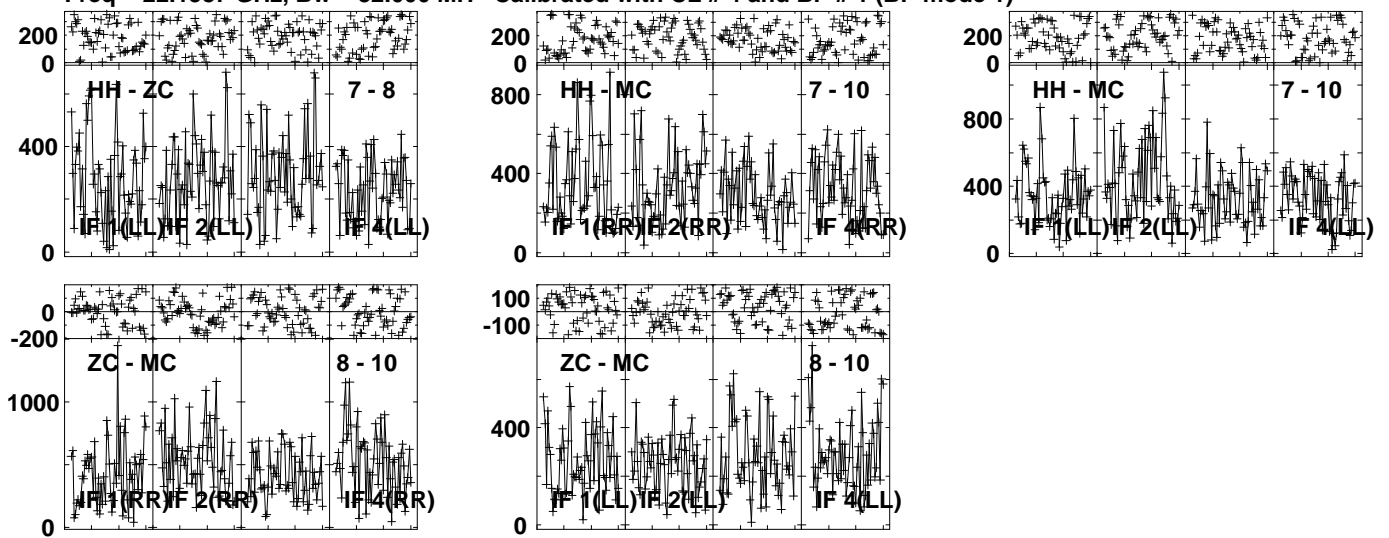 200
0
HH - ZC 7 - 8
400
0
IF 1(LL) IF 2(LL) IF 4(LL)
200
0
HH - MC 7 - 10
800
400
0
IF 1(RR) IF 2(RR) IF 4(RR)
200
0
HH - MC 7 - 10
800
400
0
IF 1(LL) IF 2(LL) IF 4(LL)
0
-200
ZC - MC 8 - 10
1000
0
IF 1(RR) IF 2(RR) IF 4(RR)
100
-100
ZC - MC 8 - 10
400
0
IF 1(LL) IF 2(LL) IF 4(LL)